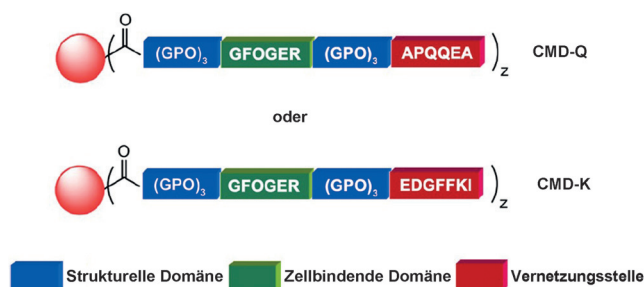 O
(GPO)3 GFOGER (GPO)3 APQQEA z CMD-Q
oder
O
(GPO)3 GFOGER (GPO)3 EDGFFKI z CMD-K
Strukturelle Domäne Zellbindende Domäne Vernetzungsstelle